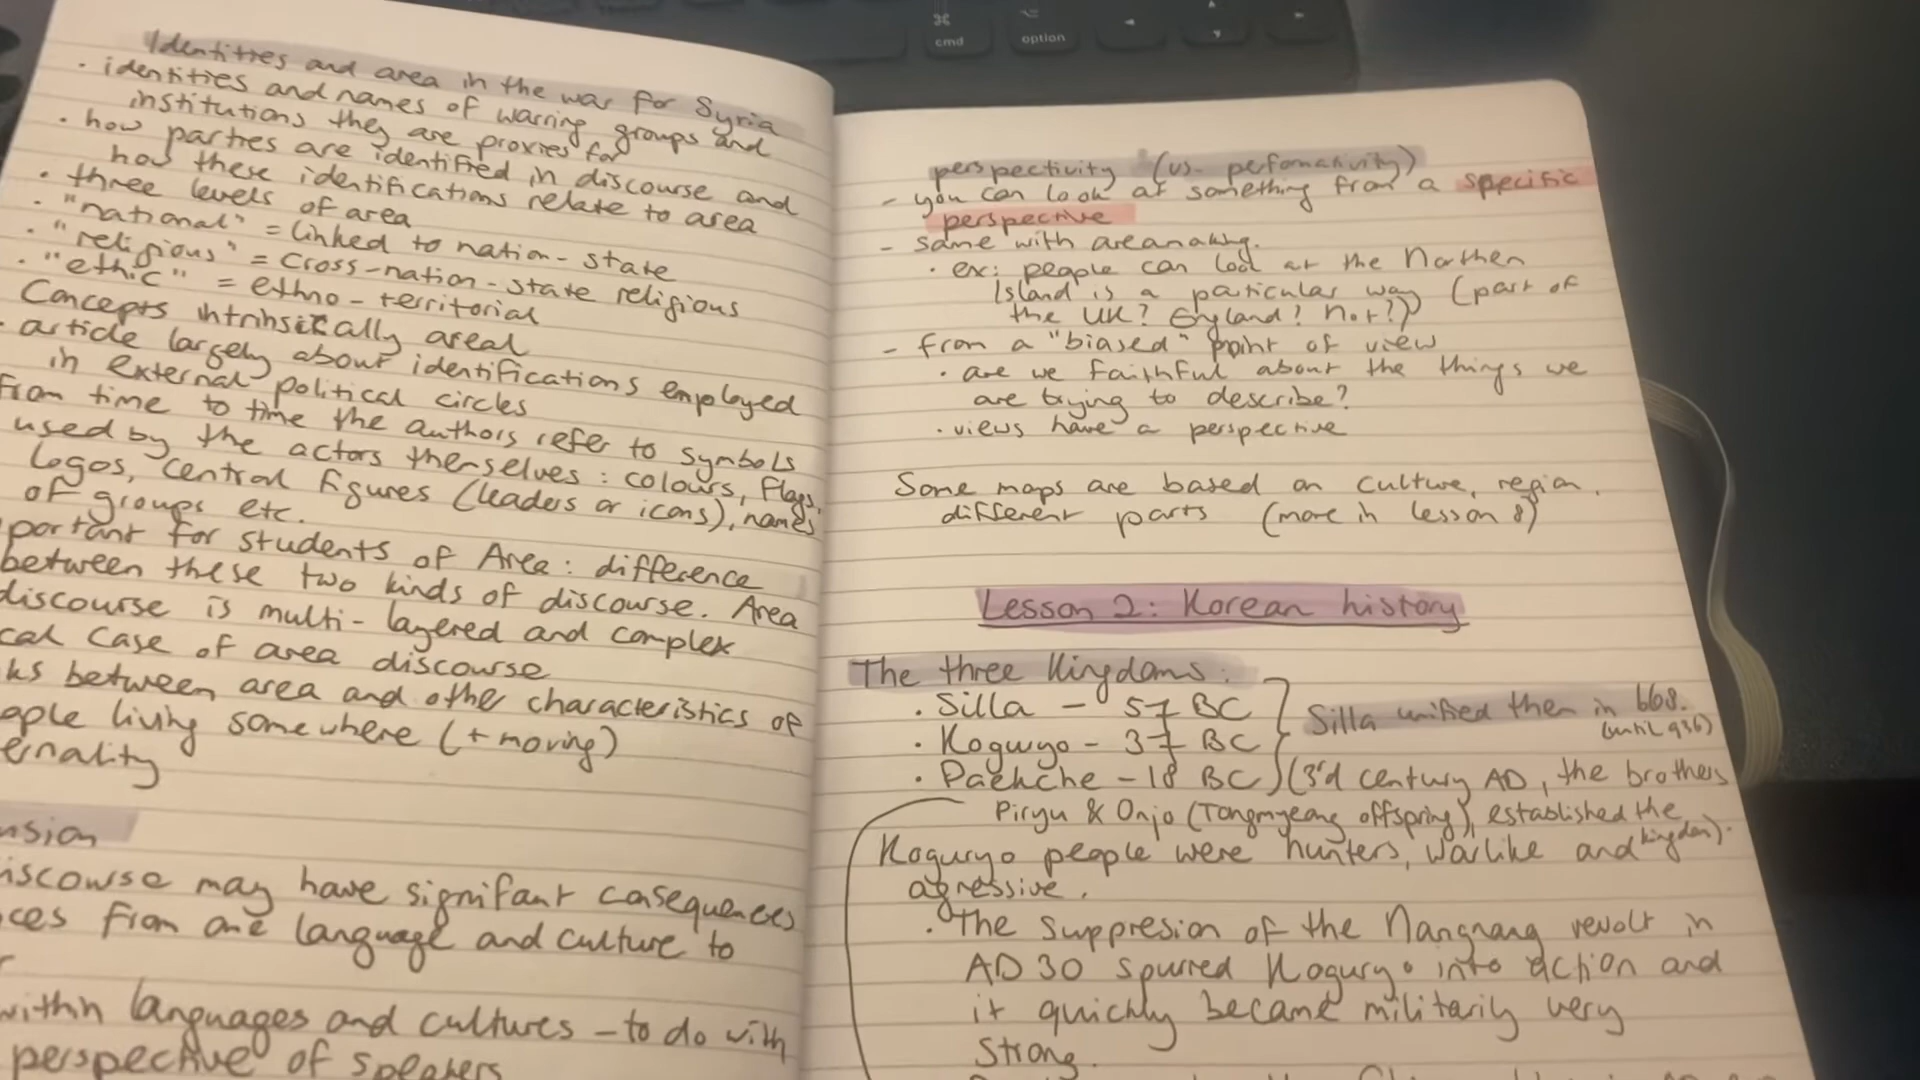 Identities and area in the war for Syria
· identities and names of warring groups and
institutions they are proxies for
· how parties are identified in discourse and
how these identifications relate to area
· three levels of area
· "national" = linked to nation-state
· "religious" = cross-nation-state religious
· "ethic" = ethno-territorial
Concepts intrinsically areal
· article largely about identifications employed
in external political circles
From time to time the authors refer to symbols
used by the actors themselves: colours, flags,
logos, central figures (leaders or icons), names
of groups etc.
portant for students of Area: difference
between these two kinds of discourse. Area
discourse is multi-layered and complex
cal case of area discourse
ks between area and other characteristics of
ople living somewhere (+moving)
ernality
nsion
iscourse may have signifant casequences
ces from one language and culture to
within languages and cultures - to do with
perspective of speakers
perspectivity (vs. perfomativity)
- you can look at something from a specific
perspective
- same with areamaking.
· ex: people can look at the Northen
Island is a particular way (part of
the UK? England? Not?)
- from a "biased" point of view
· are we faithful about the things we
are trying to describe?
· views have a perspective
Some maps are based on culture, region,
different parts (more in lesson 8)
Lesson 2: Korean history
The three kingdoms:
· Silla - 57 BC
· Koguryo - 37 BC
Silla unified them in 668.
(until 936)
· Paekche - 18 BC (3rd century AD, the brothers
Piryu & Onjo (Tongmyeong offspring), established the
kingdom).
Koguryo people were hunters, warlike and
agressive.
· The suppresion of the Nangnang revolt in
AD 30 spurred Koguryo into action and
it quickly became militarily very
strong.